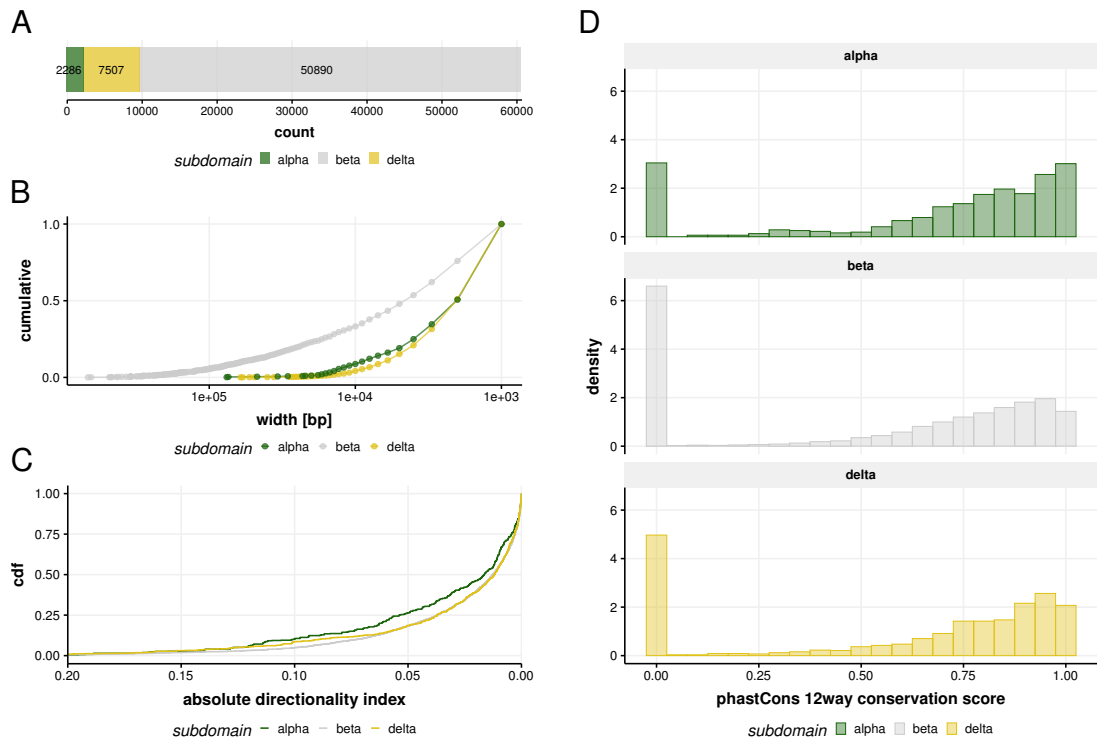 A
2286 7507 50890
0 10000 20000 30000 40000 50000 60000
count
subdomain alpha beta delta
B
1.0
0.5
0.0
cumulative
1e+05 1e+04 1e+03
width [bp]
subdomain alpha beta delta
C
1.00
0.75
0.50
0.25
0.00
cdf
0.20 0.15 0.10 0.05 0.00
absolute directionality index
subdomain alpha beta delta
D
alpha
6
4
2
0
beta
6
4
2
0
density
delta
6
4
2
0
0.00 0.25 0.50 0.75 1.00
phastCons 12way conservation score
subdomain alpha beta delta